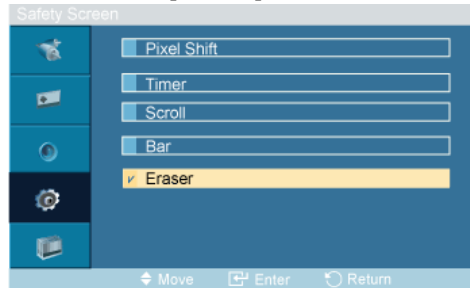 Safety Screen
Pixel Shift
Timer
Scroll
Bar
Eraser
Move Enter Return